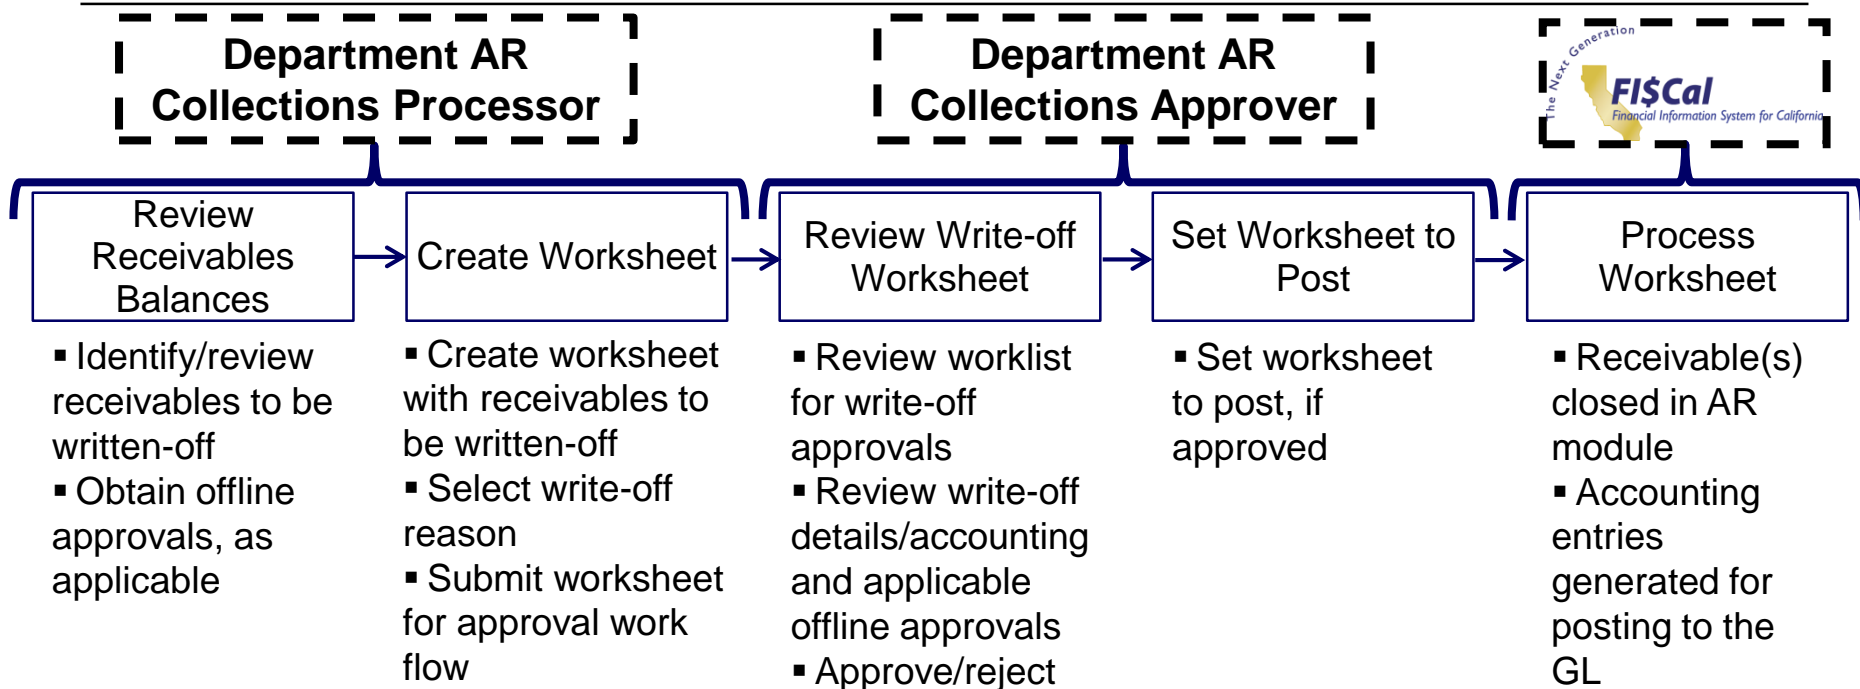 Department AR
Collections Processor
Department AR
Collections Approver
The Next Generation
FI$Cal
Financial Information System for California
Review
Receivables
Balances
Create Worksheet
Review Write-off
Worksheet
Set Worksheet to
Post
Process
Worksheet
▪ Identify/review
receivables to be
written-off
▪ Obtain offline
approvals, as
applicable
▪ Create worksheet
with receivables to
be written-off
▪ Select write-off
reason
▪ Submit worksheet
for approval work
flow
▪ Review worklist
for write-off
approvals
▪ Review write-off
details/accounting
and applicable
offline approvals
▪ Approve/reject
▪ Set worksheet
to post, if
approved
▪ Receivable(s)
closed in AR
module
▪ Accounting
entries
generated for
posting to the
GL